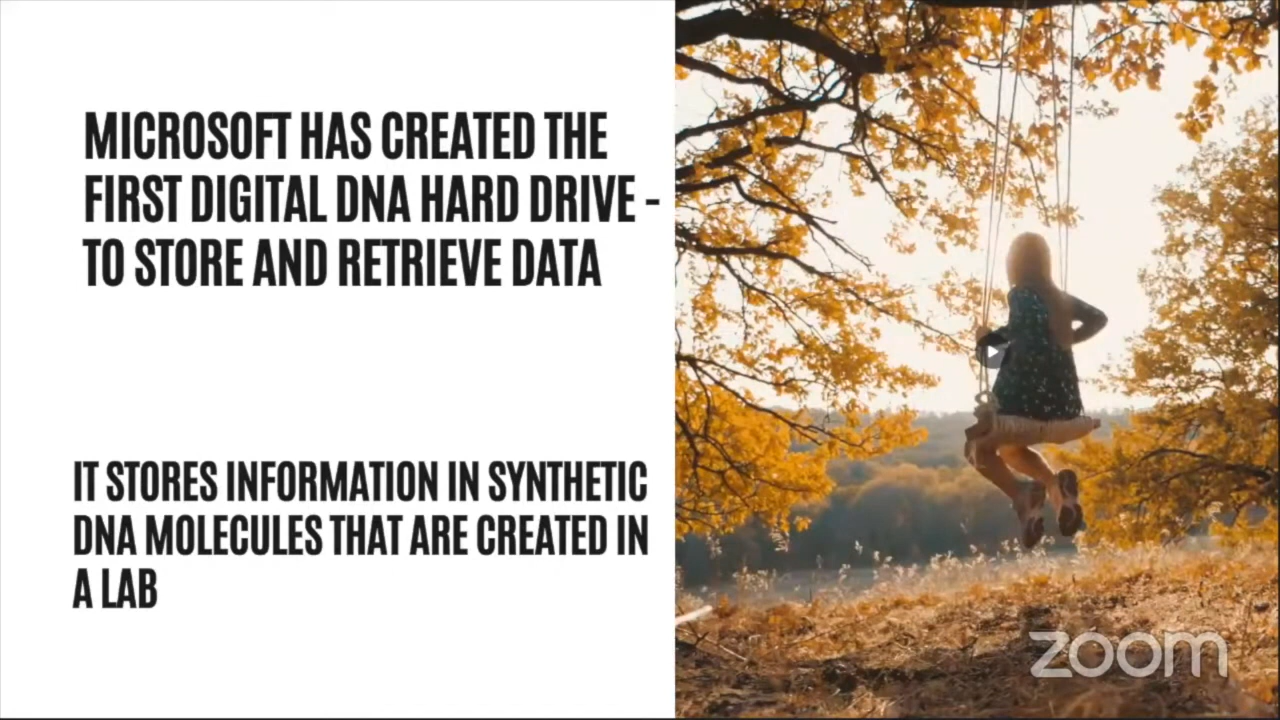 MICROSOFT HAS CREATED THE
FIRST DIGITAL DNA HARD DRIVE -
TO STORE AND RETRIEVE DATA
IT STORES INFORMATION IN SYNTHETIC
DNA MOLECULES THAT ARE CREATED IN
A LAB
zoom